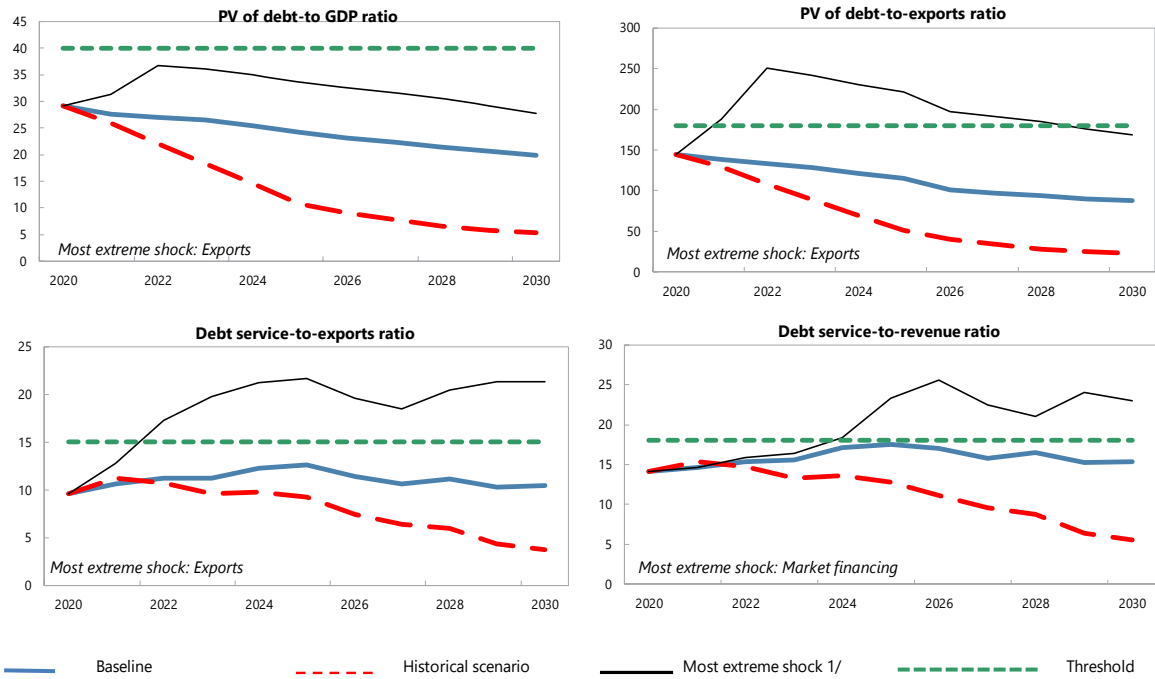 PV of debt-to GDP ratio
45
40
35
30
25
20
15
10
5
0
Most extreme shock: Exports
2020 2022 2024 2026 2028 2030
PV of debt-to-exports ratio
300
250
200
150
100
50
0
Most extreme shock: Exports
2020 2022 2024 2026 2028 2030
Debt service-to-exports ratio
25
20
15
10
5
0
Most extreme shock: Exports
2020 2022 2024 2026 2028 2030
Debt service-to-revenue ratio
30
25
20
15
10
5
0
Most extreme shock: Market financing
2020 2022 2024 2026 2028 2030
Baseline Historical scenario Most extreme shock 1/ Threshold